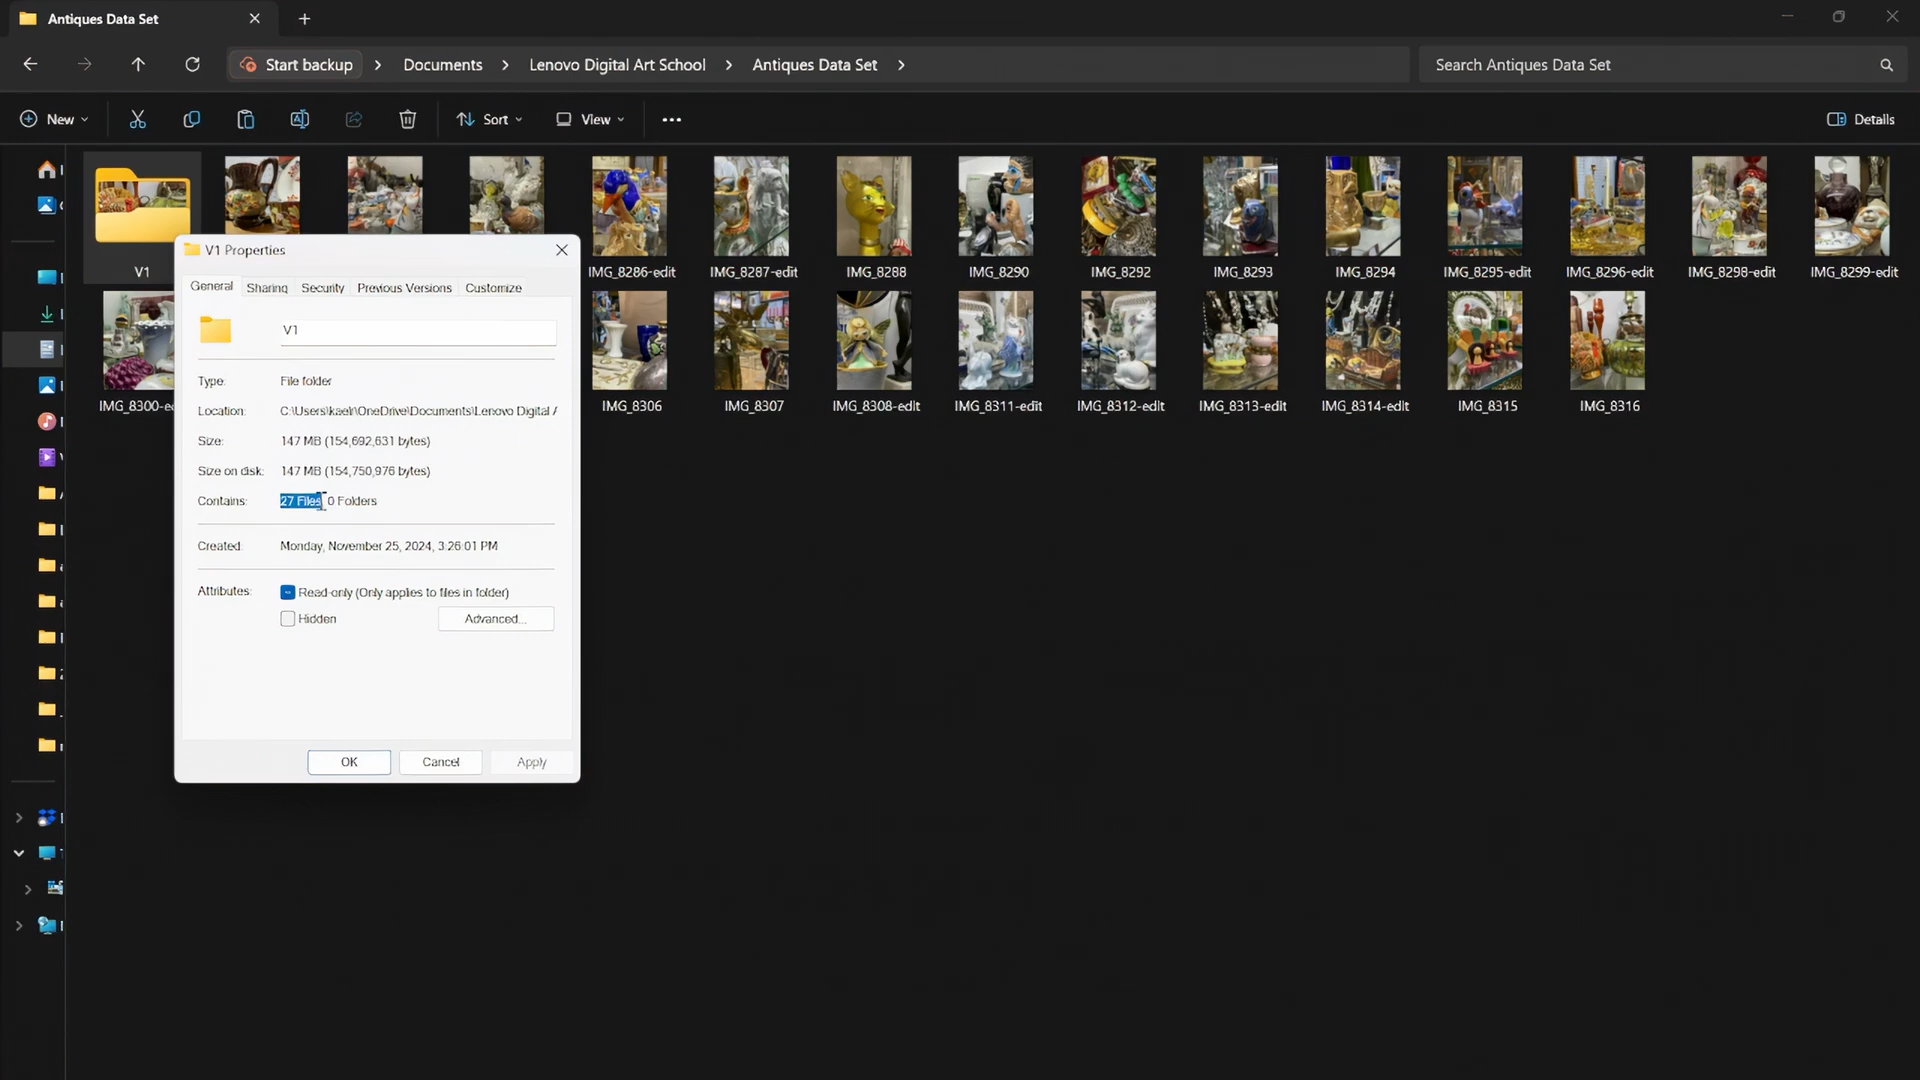 Antiques Data Set
Start backup > Documents > Lenovo Digital Art School > Antiques Data Set >
Search Antiques Data Set
New
Sort
View
Details
V1
IMG_8286-edit
IMG_8287-edit
IMG_8288
IMG_8290
IMG_8292
IMG_8293
IMG_8294
IMG_8295-edit
IMG_8296-edit
IMG_8298-edit
IMG_8299-edit
IMG_8306
IMG_8307
IMG_8308-edit
IMG_8311-edit
IMG_8312-edit
IMG_8313-edit
IMG_8314-edit
IMG_8315
IMG_8316
V1 Properties
General Sharing Security Previous Versions Customize
V1
Type: File folder
Location: C:\Users\kaelr\OneDrive\Documents\Lenovo Digital
Size: 147 MB (154,692,631 bytes)
Size on disk: 147 MB (154,750,976 bytes)
Contains: 27 Files, 0 Folders
Created: Monday, November 25, 2024, 3:26:01 PM
Attributes: Read-only (Only applies to files in folder)
Hidden Advanced...
OK Cancel Apply